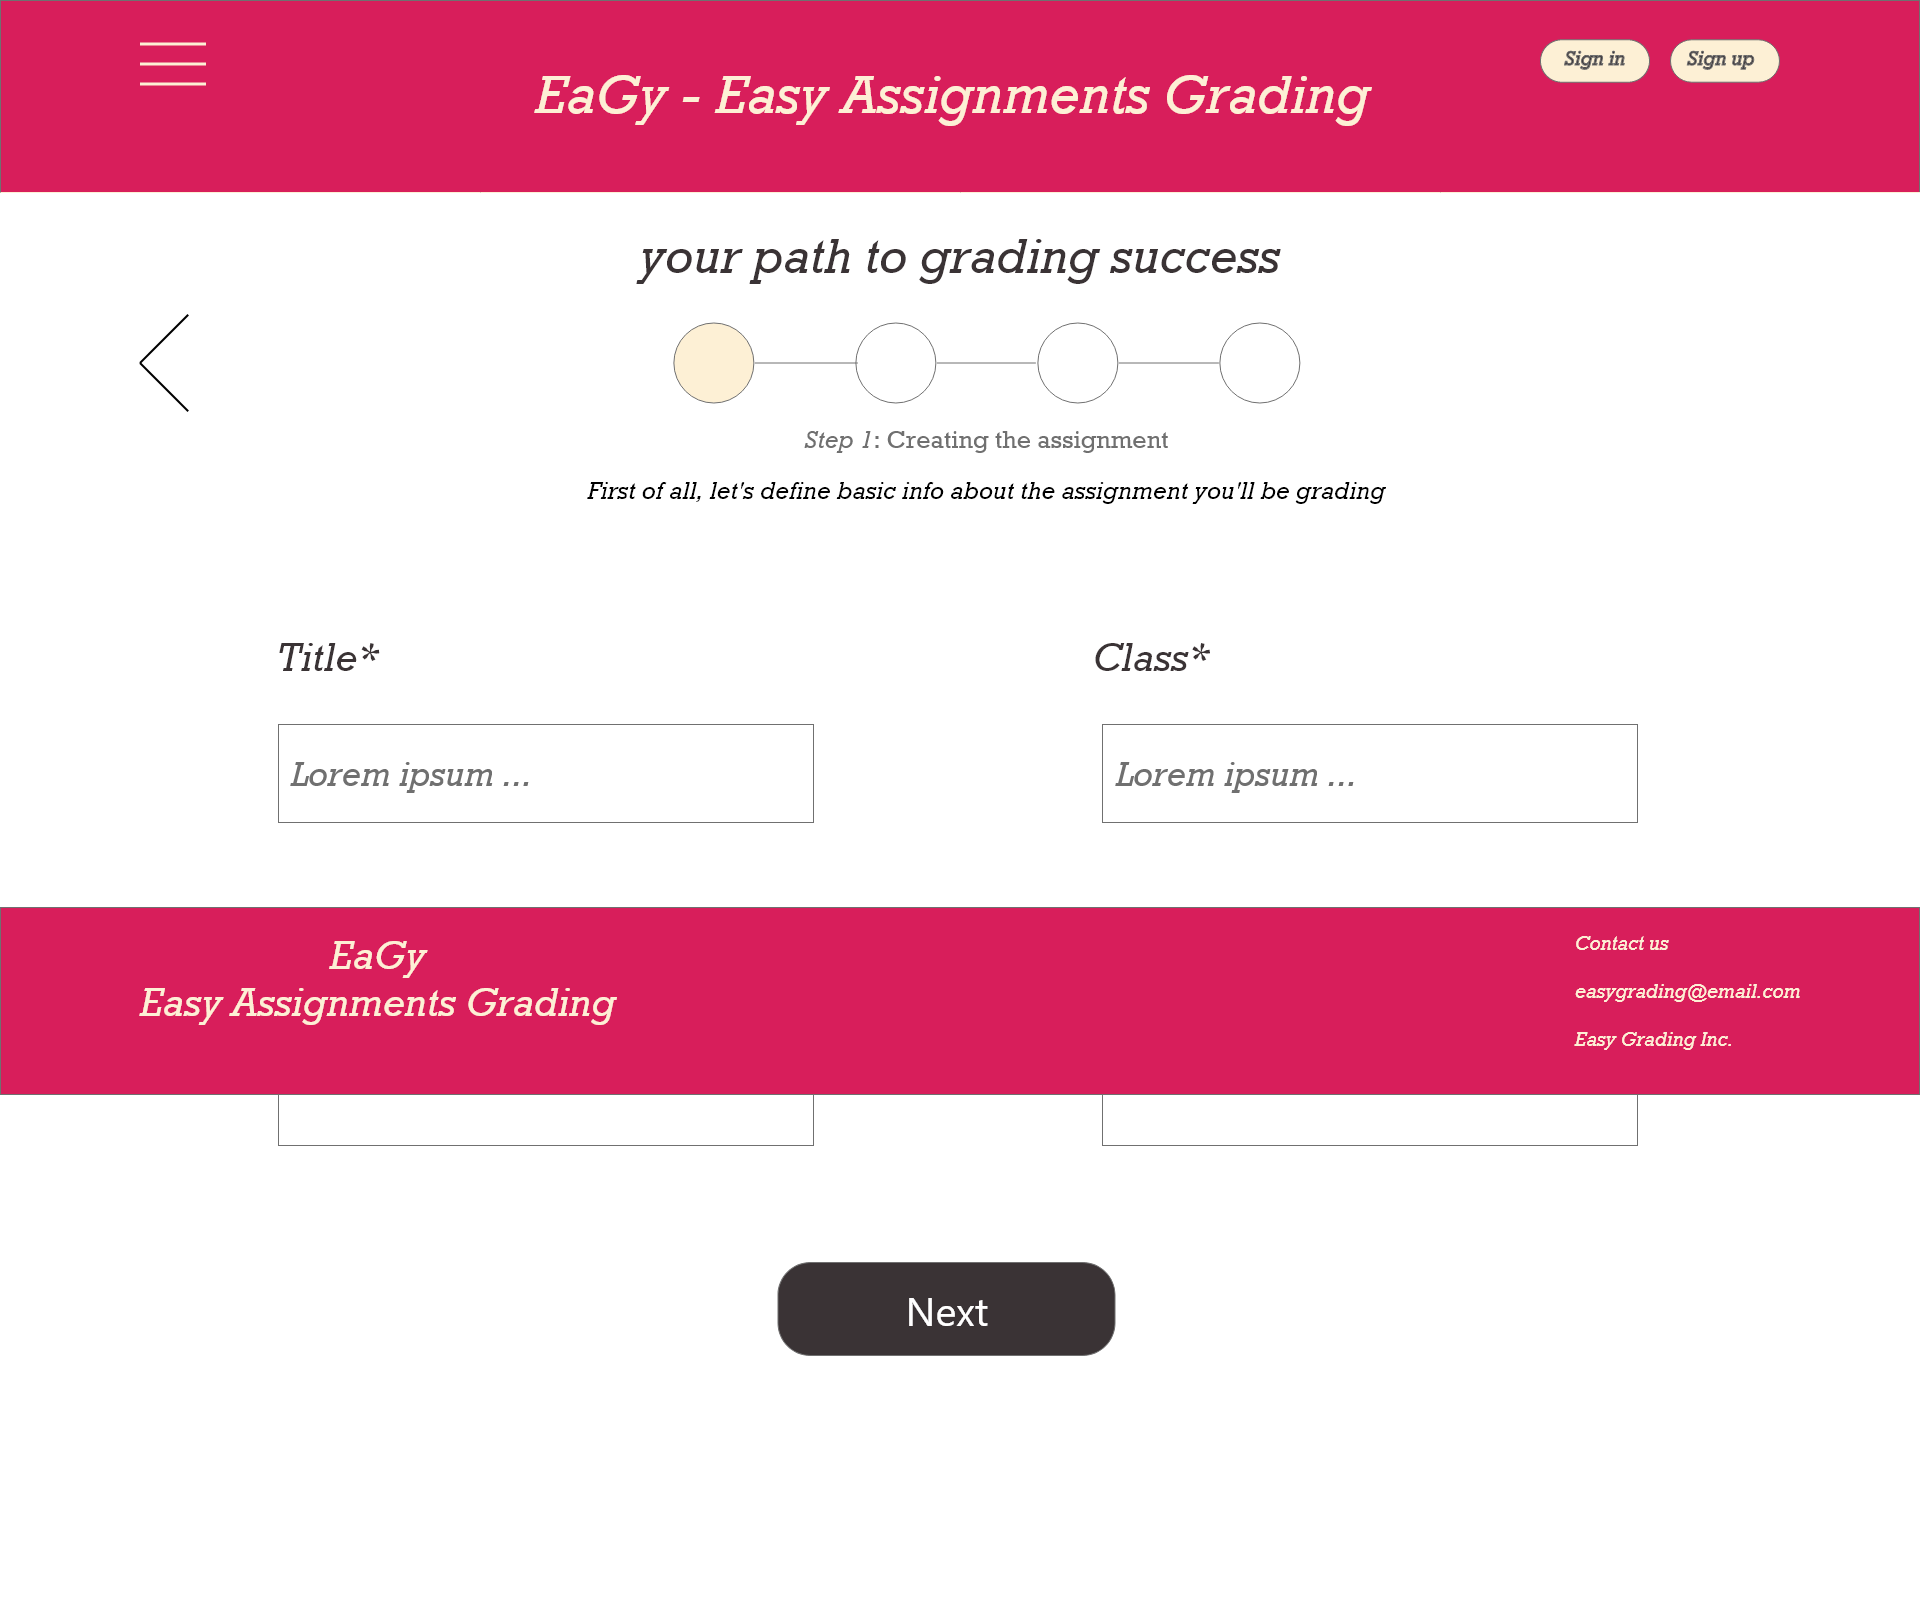 EaGy - Easy Assignments Grading
Sign in
Sign up
your path to grading success
Step 1: Creating the assignment
First of all, let's define basic info about the assignment you'll be grading
Title*
Class*
Lorem ipsum ...
Lorem ipsum ...
EaGy
Easy Assignments Grading
Contact us
easygrading@email.com
Easy Grading Inc.
Next